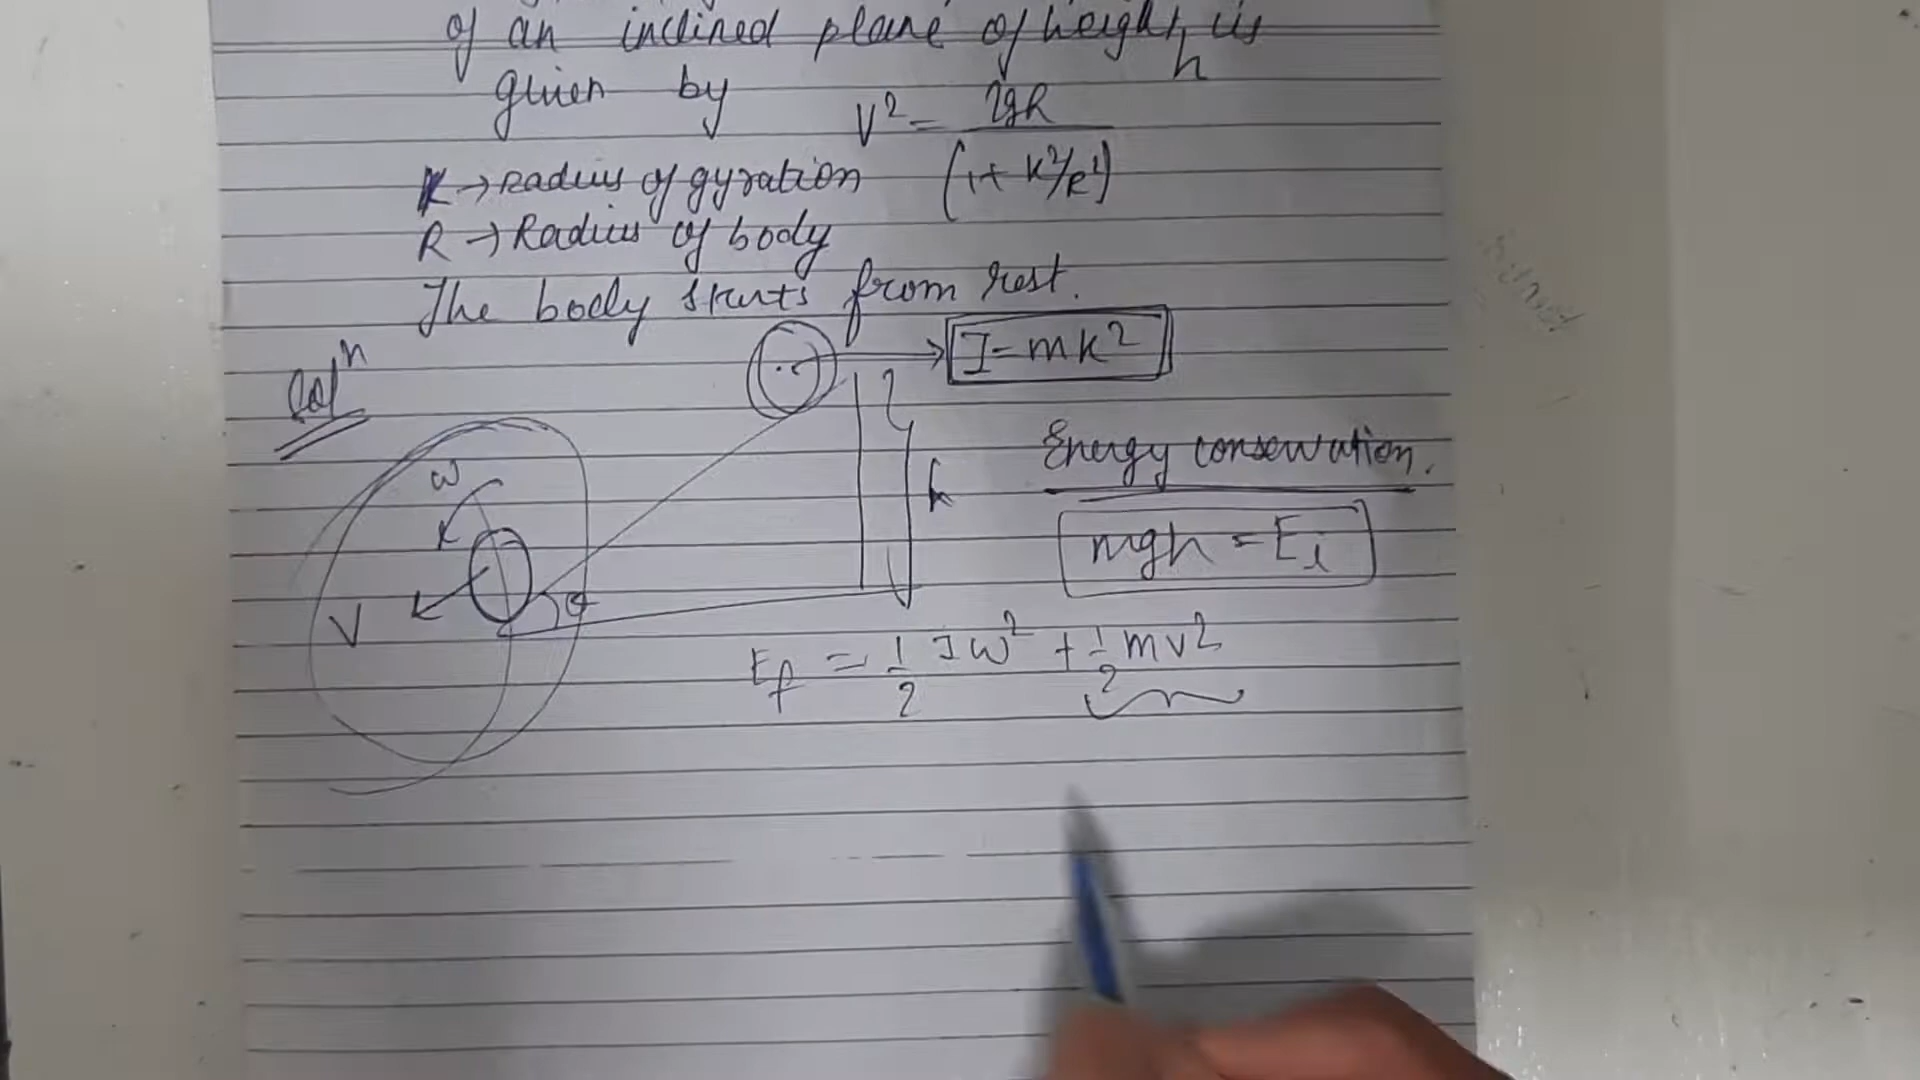 of an inclined plane of height h is
given by V² = 2gh / (1 + k²/R²)
K → radius of gyration
R → Radius of body
The body starts from rest.
Solⁿ
I = mk²
Energy conservation.
h
ω
mgh = Ei
V
θ
Ef = 1/2 Iω² + 1/2 mv2